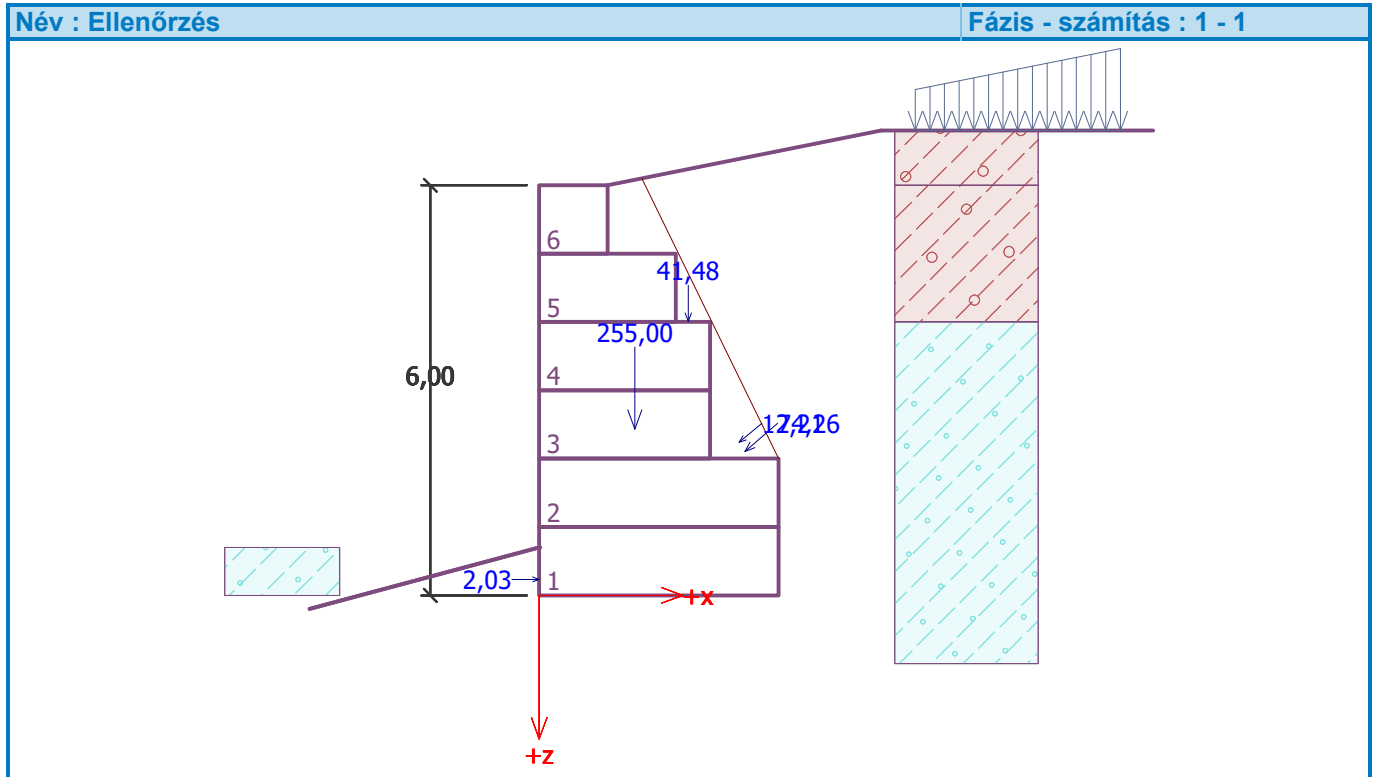 Név : Ellenőrzés
Fázis - számítás : 1 - 1
6
41,48
5
255,00
4
6,00
3
2
2,03
1
+x
+z